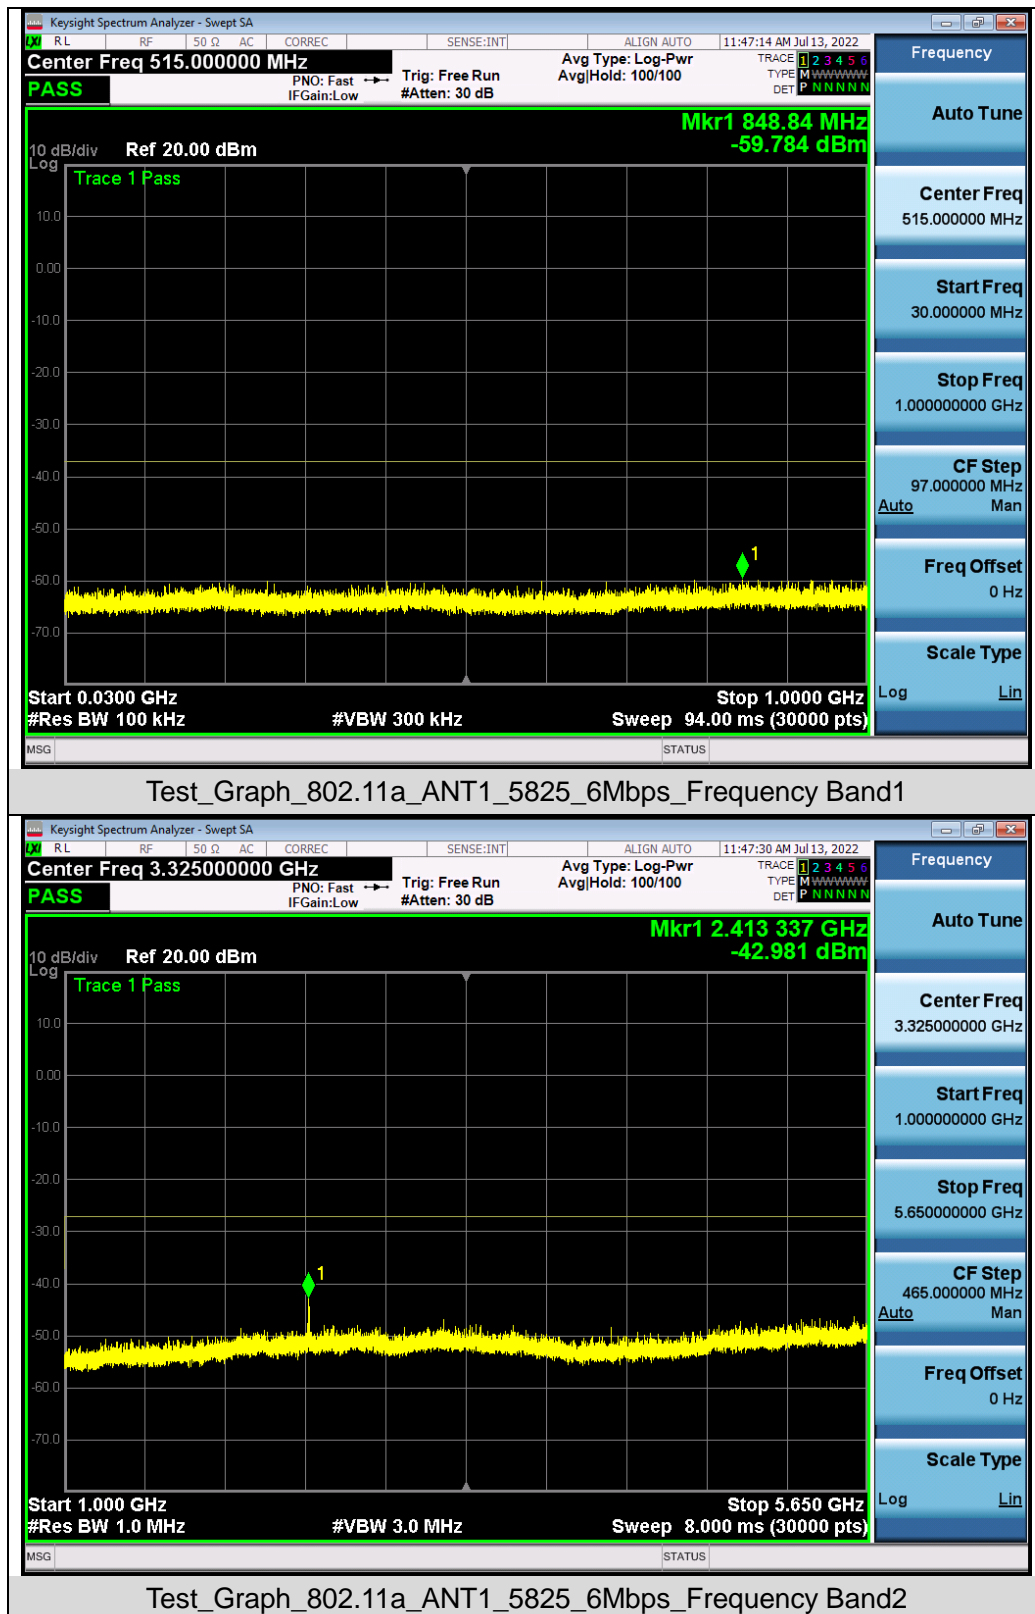 Keysight Spectrum Analyzer - Swept SA
LXI RL RF 50 Ω AC CORREC SENSE:INT ALIGN AUTO 11:47:14 AM Jul 13, 2022
Center Freq 515.000000 MHz
PASS
PNO: Fast
IFGain:Low
Trig: Free Run
#Atten: 30 dB
Avg Type: Log-Pwr
Avg|Hold: 100/100
TRACE 1 2 3 4 5 6
TYPE M WWWWW
DET P N N N N N
Mkr1 848.84 MHz
-59.784 dBm
10 dB/div Ref 20.00 dBm
Log
Trace 1 Pass
10.0
0.00
-10.0
-20.0
-30.0
-40.0
-50.0
1
-60.0
-70.0
Start 0.0300 GHz Stop 1.0000 GHz
#Res BW 100 kHz #VBW 300 kHz Sweep 94.00 ms (30000 pts)
MSG STATUS
Frequency
Auto Tune
Center Freq
515.000000 MHz
Start Freq
30.000000 MHz
Stop Freq
1.000000000 GHz
CF Step
97.000000 MHz
Auto Man
Freq Offset
0 Hz
Scale Type
Log Lin
Test_Graph_802.11a_ANT1_5825_6Mbps_Frequency Band1
Keysight Spectrum Analyzer - Swept SA
LXI RL RF 50 Ω AC CORREC SENSE:INT ALIGN AUTO 11:47:30 AM Jul 13, 2022
Center Freq 3.325000000 GHz
PASS
PNO: Fast
IFGain:Low
Trig: Free Run
#Atten: 30 dB
Avg Type: Log-Pwr
Avg|Hold: 100/100
TRACE 1 2 3 4 5 6
TYPE M WWWWW
DET P N N N N N
Mkr1 2.413 337 GHz
-42.981 dBm
10 dB/div Ref 20.00 dBm
Log
Trace 1 Pass
10.0
0.00
-10.0
-20.0
-30.0
1
-40.0
-50.0
-60.0
-70.0
Start 1.000 GHz Stop 5.650 GHz
#Res BW 1.0 MHz #VBW 3.0 MHz Sweep 8.000 ms (30000 pts)
MSG STATUS
Frequency
Auto Tune
Center Freq
3.325000000 GHz
Start Freq
1.000000000 GHz
Stop Freq
5.650000000 GHz
CF Step
465.000000 MHz
Auto Man
Freq Offset
0 Hz
Scale Type
Log Lin
Test_Graph_802.11a_ANT1_5825_6Mbps_Frequency Band2